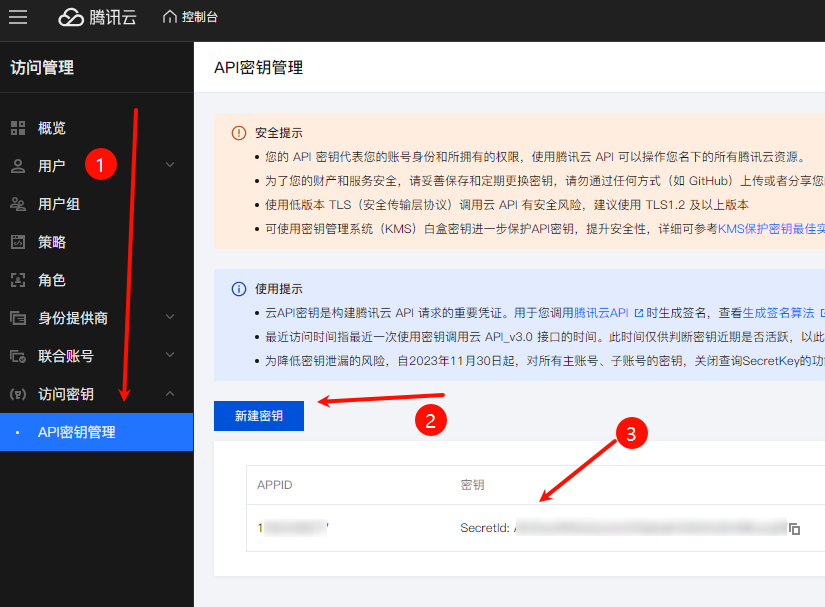 腾讯云 控制台
访问管理
概览
用户
1
用户组
策略
角色
身份提供商
联合账号
访问密钥
API密钥管理
API密钥管理
安全提示
您的 API 密钥代表您的账号身份和所拥有的权限，使用腾讯云 API 可以操作您名下的所有腾讯云资源。
为了您的财产和服务安全，请妥善保存和定期更换密钥，请勿通过任何方式（如 GitHub）上传或者分享您
使用低版本 TLS（安全传输层协议）调用云 API 有安全风险，建议使用 TLS1.2 及以上版本
可使用密钥管理系统（KMS）白盒密钥进一步保护API密钥，提升安全性，详细可参考KMS保护密钥最佳实
使用提示
云API密钥是构建腾讯云 API 请求的重要凭证。用于您调用腾讯云API 时生成签名，查看生成签名算法
最近访问时间指最近一次使用密钥调用云 API_v3.0 接口的时间。此时间仅供判断密钥近期是否活跃，以此
为降低密钥泄漏的风险，自2023年11月30日起，对所有主账号、子账号的密钥，关闭查询SecretKey的功
新建密钥
2
3
APPID 密钥
1 SecretId: